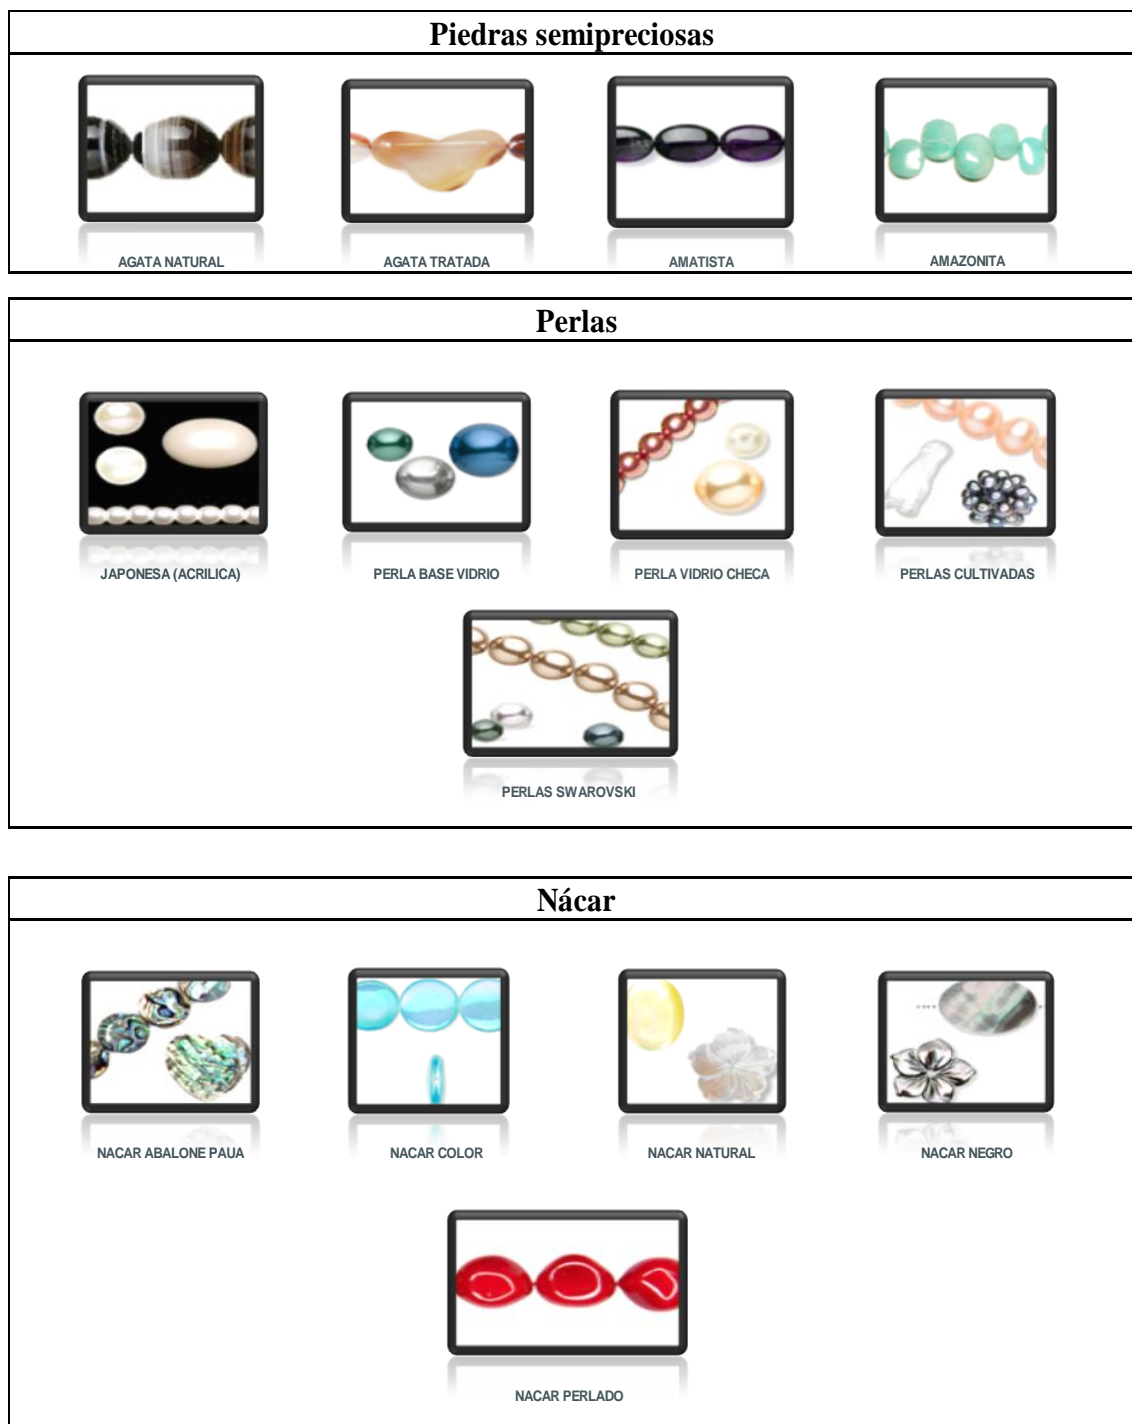 Piedras semipreciosas
AGATA NATURAL
AGATA TRATADA
AMATISTA
AMAZONITA
Perlas
JAPONESA (ACRILICA)
PERLA BASE VIDRIO
PERLA VIDRIO CHECA
PERLAS CULTIVADAS
PERLAS SWAROVSKI
Nácar
NACAR ABALONE PAUA
NACAR COLOR
NACAR NATURAL
NACAR NEGRO
NACAR PERLADO